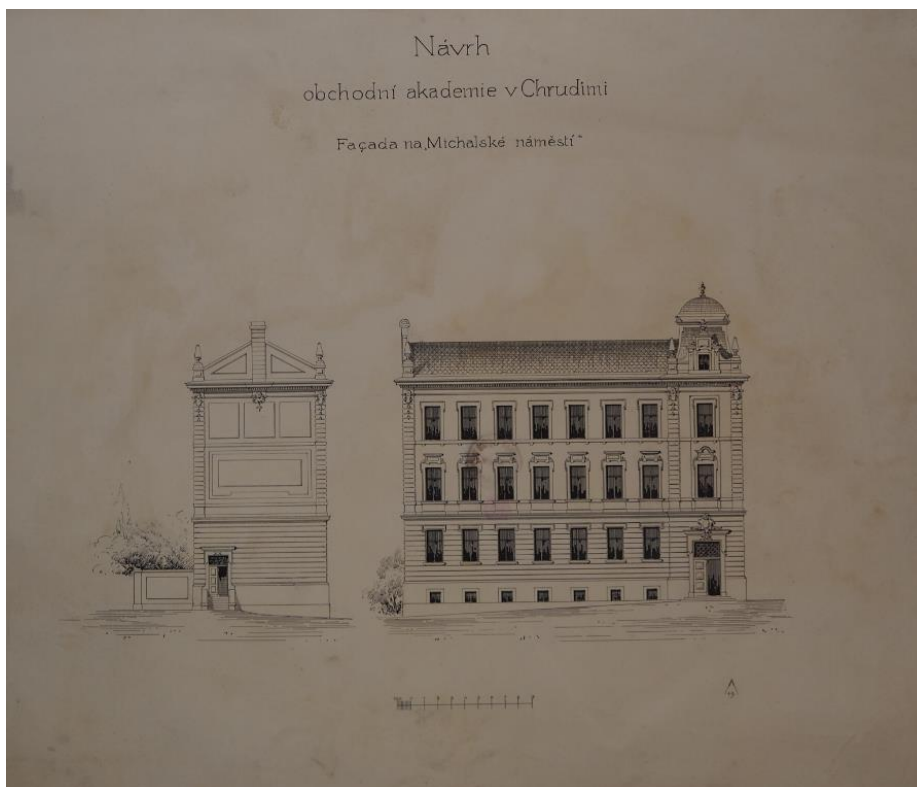 Návrh
obchodní akademie v Chrudimi
Façada na „Michalské náměstí“